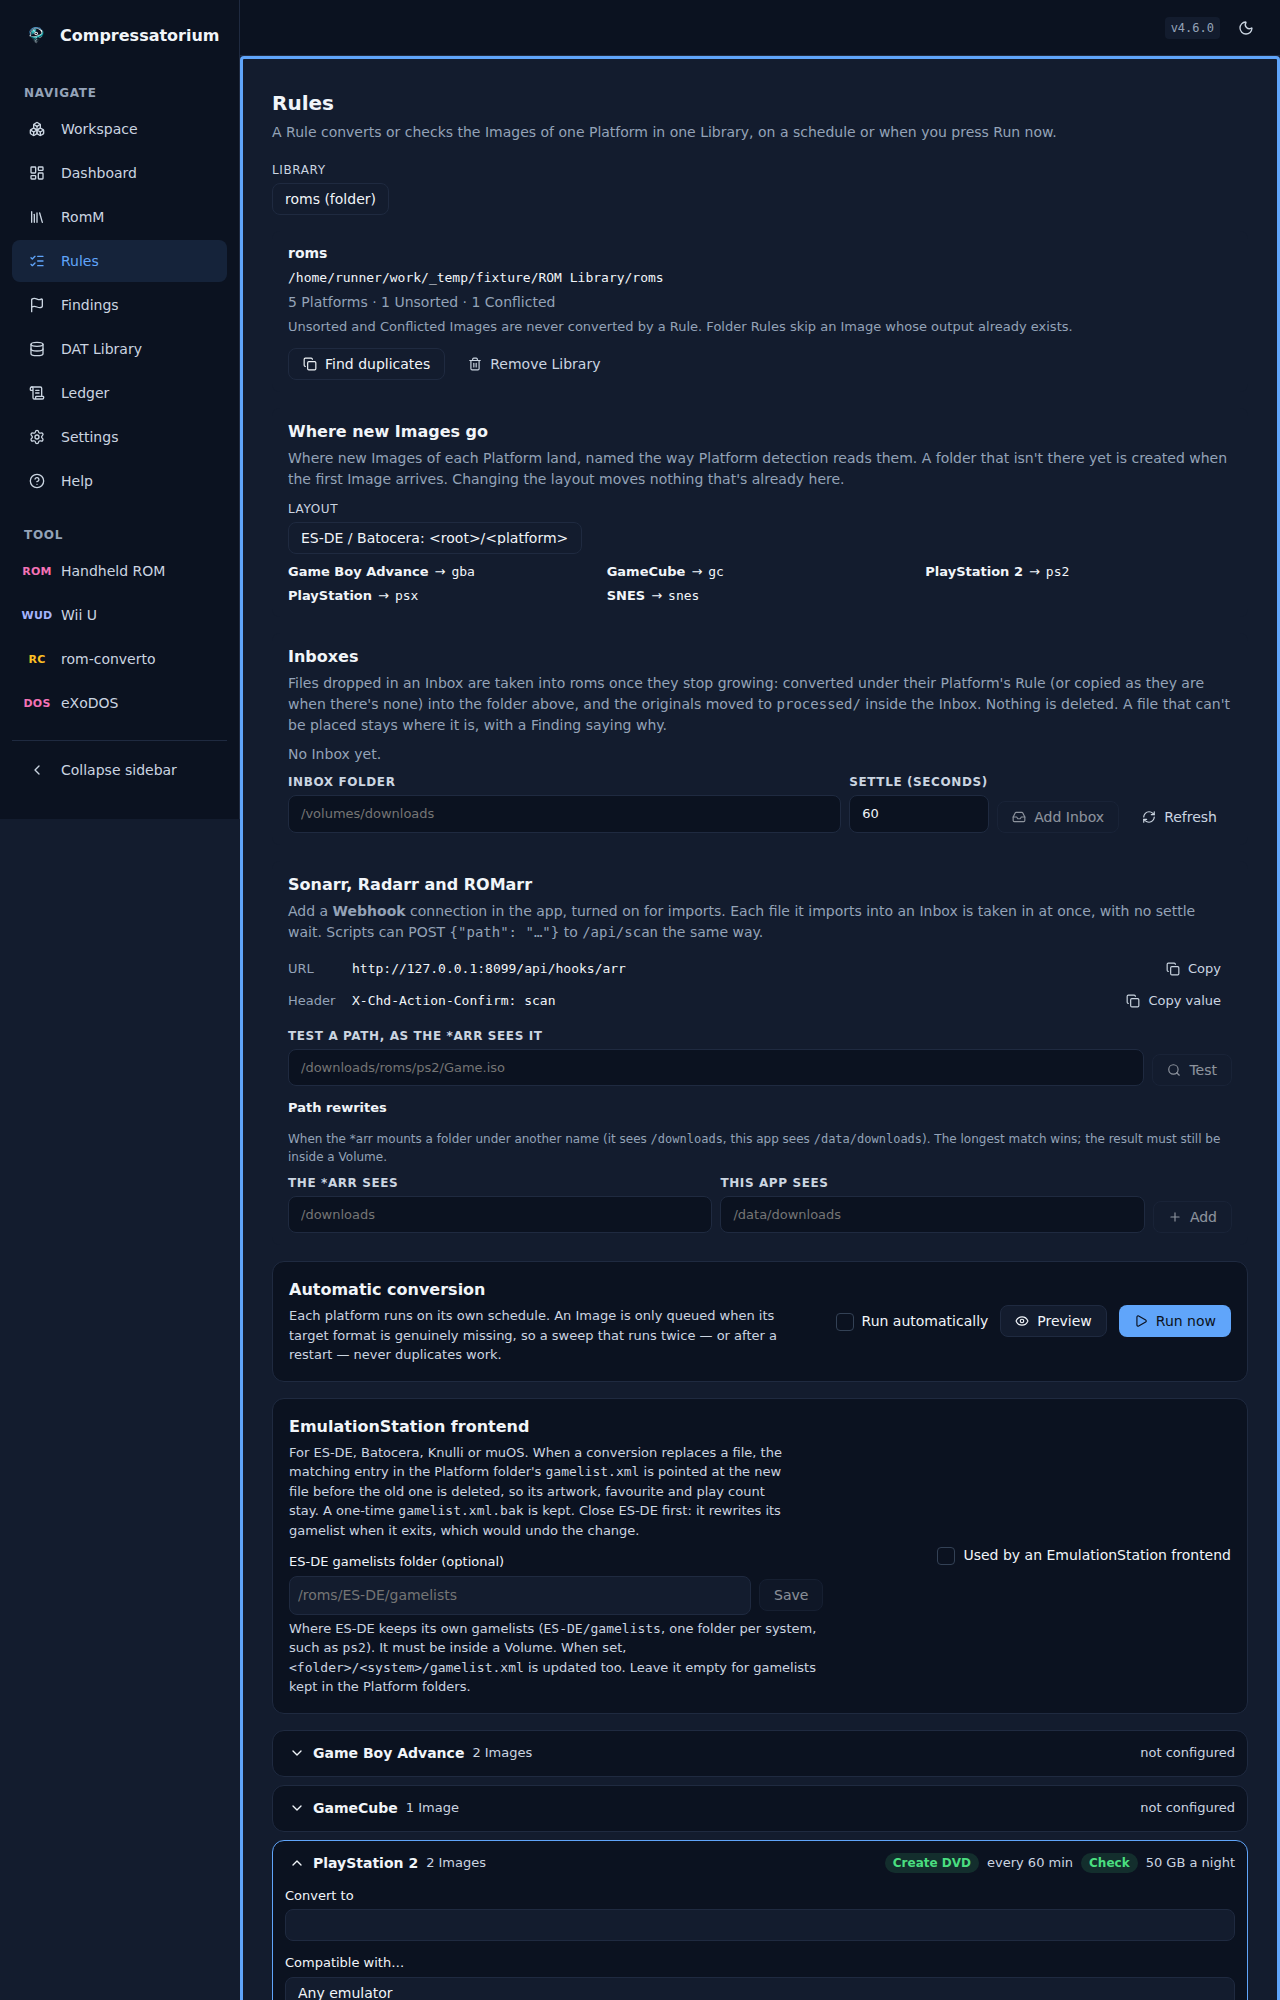 Compressatorium
v4.6.0
NAVIGATE
Workspace
Dashboard
RomM
Rules
Findings
DAT Library
Ledger
Settings
Help
TOOL
ROM Handheld ROM
WUD Wii U
RC rom-converto
DOS eXoDOS
Collapse sidebar
Rules
A Rule converts or checks the Images of one Platform in one Library, on a schedule or when you press Run now.
LIBRARY
roms (folder)
roms
/home/runner/work/_temp/fixture/ROM Library/roms
5 Platforms · 1 Unsorted · 1 Conflicted
Unsorted and Conflicted Images are never converted by a Rule. Folder Rules skip an Image whose output already exists.
Find duplicates Remove Library
Where new Images go
Where new Images of each Platform land, named the way Platform detection reads them. A folder that isn't there yet is created when
the first Image arrives. Changing the layout moves nothing that's already here.
LAYOUT
ES-DE / Batocera: <root>/<platform>
Game Boy Advance → gba GameCube → gc PlayStation 2 → ps2
PlayStation → psx SNES → snes
Inboxes
Files dropped in an Inbox are taken into roms once they stop growing: converted under their Platform's Rule (or copied as they are
when there's none) into the folder above, and the originals moved to processed/ inside the Inbox. Nothing is deleted. A file that can't
be placed stays where it is, with a Finding saying why.
No Inbox yet.
INBOX FOLDER SETTLE (SECONDS)
/volumes/downloads 60 Add Inbox Refresh
Sonarr, Radarr and ROMarr
Add a Webhook connection in the app, turned on for imports. Each file it imports into an Inbox is taken in at once, with no settle
wait. Scripts can POST {"path": "…"} to /api/scan the same way.
URL http://127.0.0.1:8099/api/hooks/arr Copy
Header X-Chd-Action-Confirm: scan Copy value
TEST A PATH, AS THE *ARR SEES IT
/downloads/roms/ps2/Game.iso Test
Path rewrites
When the *arr mounts a folder under another name (it sees /downloads, this app sees /data/downloads). The longest match wins; the result must still be
inside a Volume.
THE *ARR SEES THIS APP SEES
/downloads /data/downloads Add
Automatic conversion
Each platform runs on its own schedule. An Image is only queued when its
target format is genuinely missing, so a sweep that runs twice — or after a
restart — never duplicates work.
Run automatically Preview Run now
EmulationStation frontend
For ES-DE, Batocera, Knulli or muOS. When a conversion replaces a file, the
matching entry in the Platform folder's gamelist.xml is pointed at the new
file before the old one is deleted, so its artwork, favourite and play count
stay. A one-time gamelist.xml.bak is kept. Close ES-DE first: it rewrites its
gamelist when it exits, which would undo the change.
Used by an EmulationStation frontend
ES-DE gamelists folder (optional)
/roms/ES-DE/gamelists Save
Where ES-DE keeps its own gamelists (ES-DE/gamelists, one folder per system,
such as ps2). It must be inside a Volume. When set,
<folder>/<system>/gamelist.xml is updated too. Leave it empty for gamelists
kept in the Platform folders.
Game Boy Advance 2 Images not configured
GameCube 1 Image not configured
PlayStation 2 2 Images Create DVD every 60 min Check 50 GB a night
Convert to
Compatible with…
Any emulator